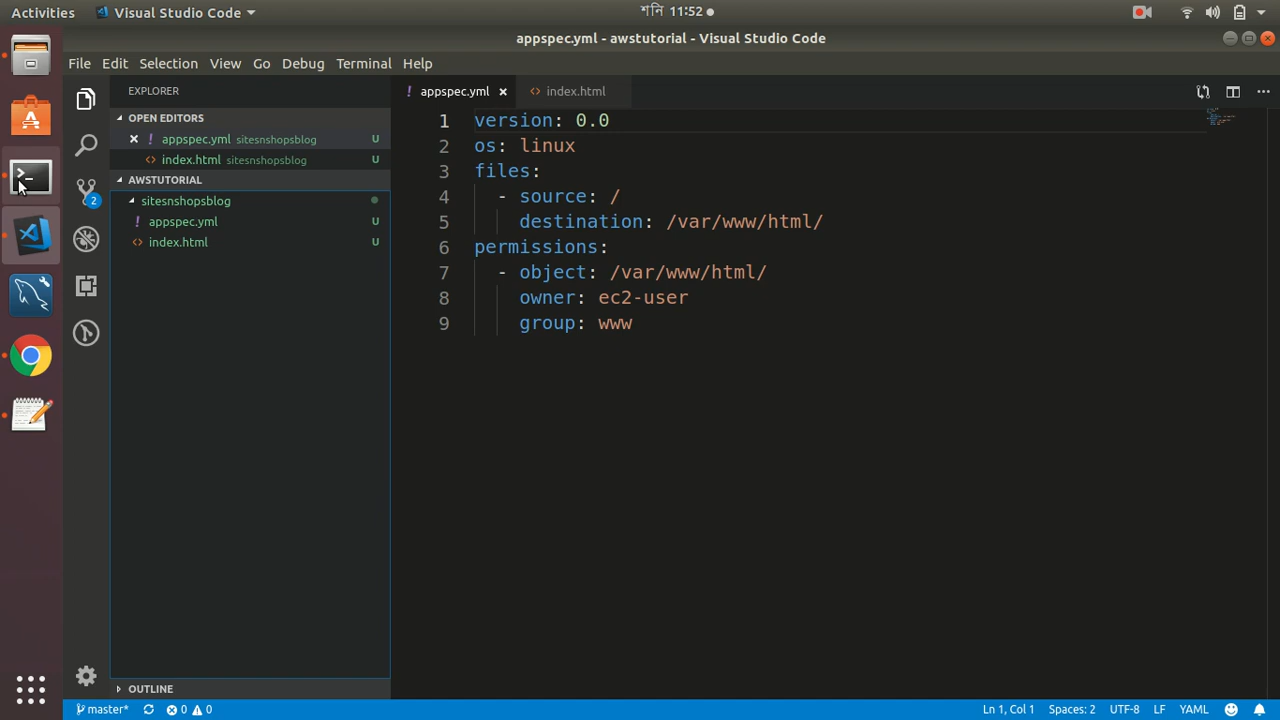 Activities Visual Studio Code শনি 11:52
appspec.yml - awstutorial - Visual Studio Code
File Edit Selection View Go Debug Terminal Help
EXPLORER
OPEN EDITORS
appspec.yml sitesnshopsblog U
index.html sitesnshopsblog U
AWSTUTORIAL
sitesnshopsblog
appspec.yml U
index.html U
OUTLINE
2
appspec.yml index.html
1 version: 0.0
2 os: linux
3 files:
4 - source: /
5 destination: /var/www/html/
6 permissions:
7 - object: /var/www/html/
8 owner: ec2-user
9 group: www
master* 0 0 Ln 1, Col 1 Spaces: 2 UTF-8 LF YAML